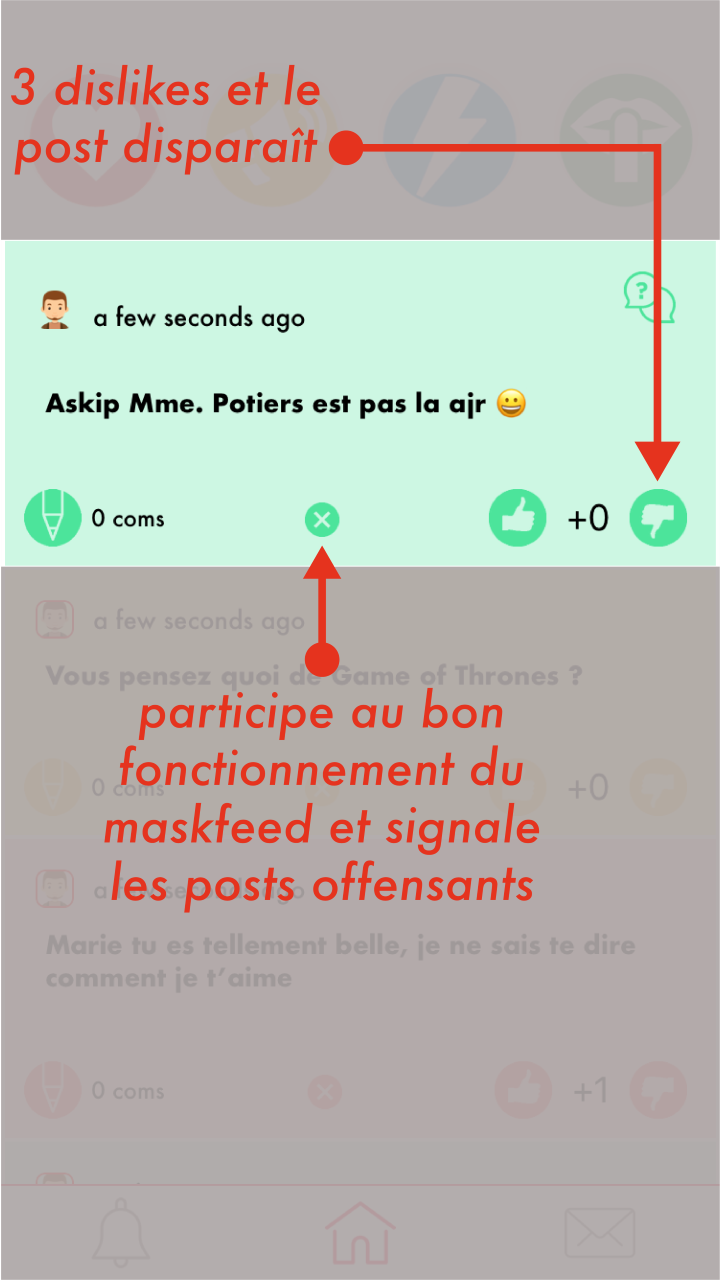 3 dislikes et le
post disparaît
?
a few seconds ago
Askip Mme. Potiers est pas la ajr 😀
0 coms
+0
a few seconds ago
Vous pensez quoi de Game of Thrones ?
participe au bon
fonctionnement du
maskfeed et signale
les posts offensants
0 coms
+0
a few seconds ago
Marie tu es tellement belle, je ne sais te dire
comment je t’aime
0 coms
+1